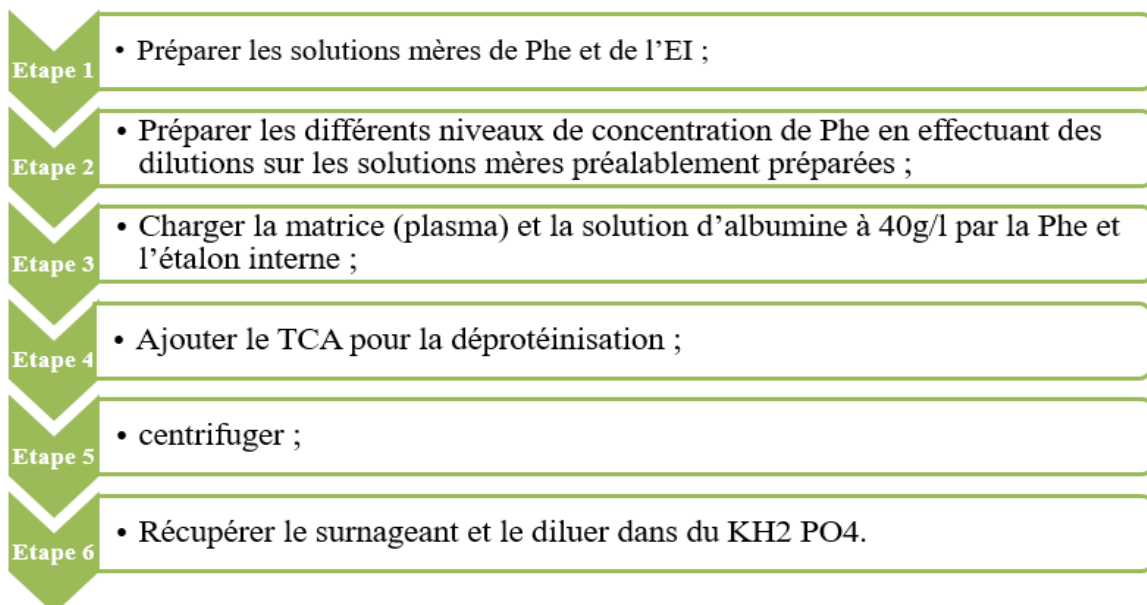 Etape 1
• Préparer les solutions mères de Phe et de l’EI ;
Etape 2
• Préparer les différents niveaux de concentration de Phe en effectuant des
dilutions sur les solutions mères préalablement préparées ;
Etape 3
• Charger la matrice (plasma) et la solution d’albumine à 40g/l par la Phe et
l’étalon interne ;
Etape 4
• Ajouter le TCA pour la déprotéinisation ;
Etape 5
• centrifuger ;
Etape 6
• Récupérer le surnageant et le diluer dans du KH2 PO4.